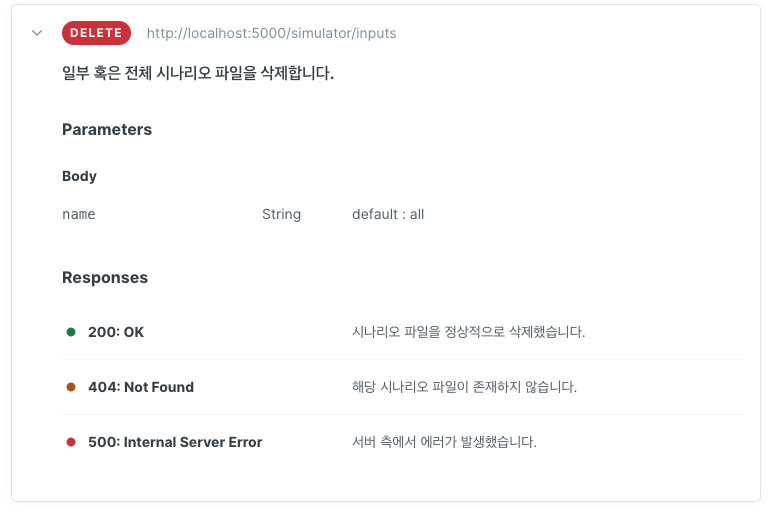 DELETE http://localhost:5000/simulator/inputs
일부 혹은 전체 시나리오 파일을 삭제합니다.
Parameters
Body
name String default : all
Responses
200: OK 시나리오 파일을 정상적으로 삭제했습니다.
404: Not Found 해당 시나리오 파일이 존재하지 않습니다.
500: Internal Server Error 서버 측에서 에러가 발생했습니다.